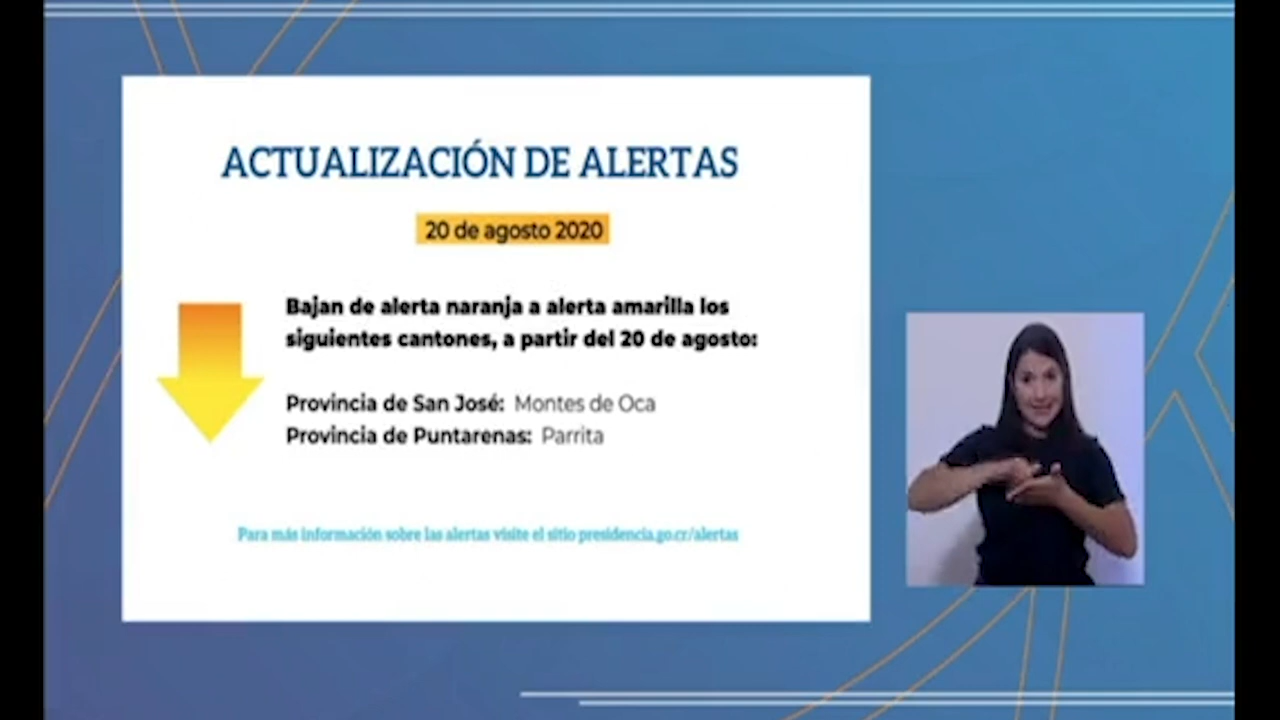 ACTUALIZACIÓN DE ALERTAS
20 de agosto 2020
Bajan de alerta naranja a alerta amarilla los
siguientes cantones, a partir del 20 de agosto:
Provincia de San José: Montes de Oca
Provincia de Puntarenas: Parrita
Para más información sobre las alertas visite el sitio presidencia.go.cr/alertas